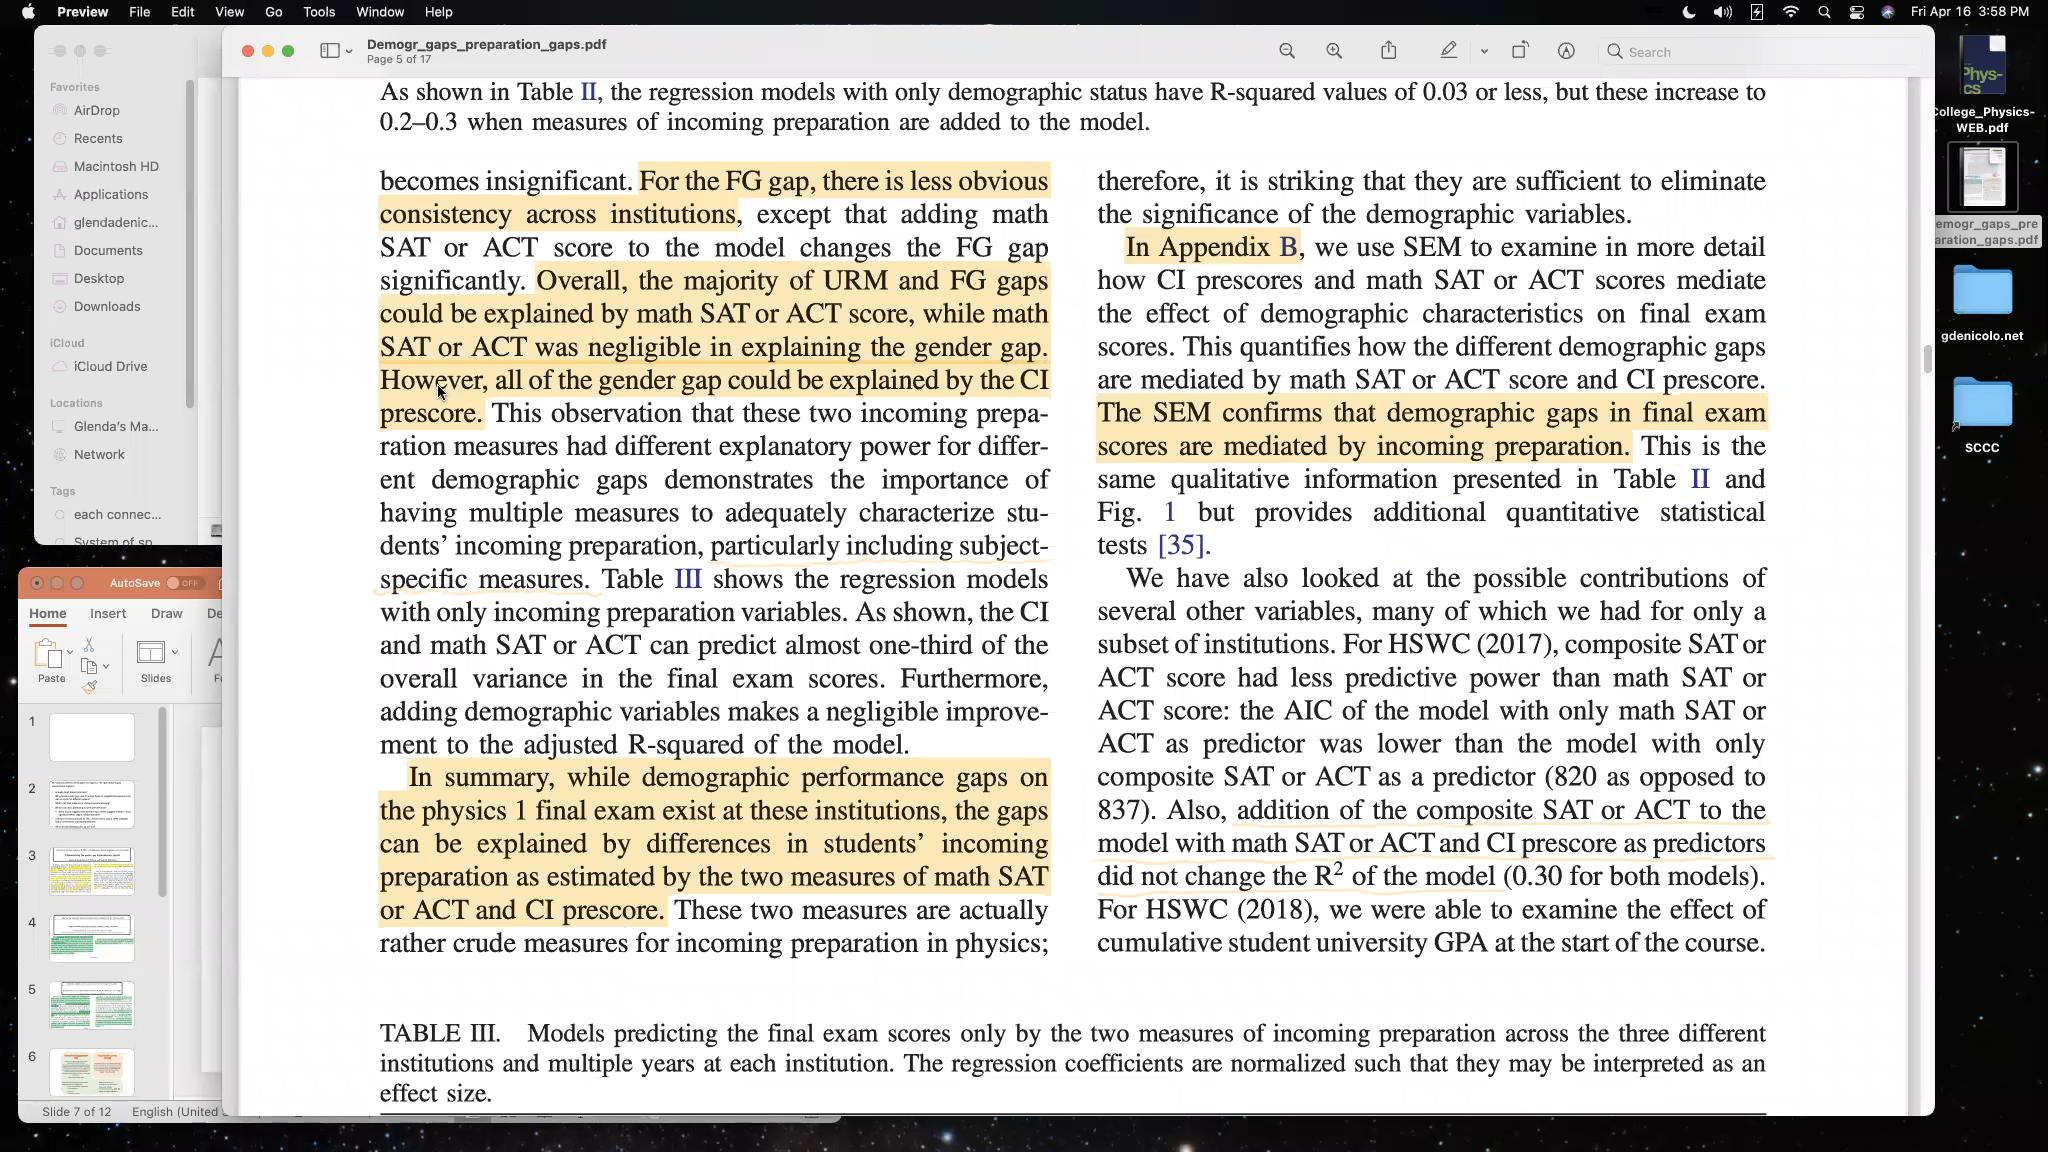 Preview File Edit View Go Tools Window Help
Fri Apr 16 3:58 PM
Demogr_gaps_preparation_gaps.pdf
Page 5 of 17
Search
Favorites
AirDrop
Recents
Macintosh HD
Applications
glendadenic...
Documents
Desktop
Downloads
iCloud
iCloud Drive
Locations
Glenda's Ma...
Network
Tags
each connec...
System of sp
AutoSave OFF
Home Insert Draw De
Paste
Slides
1
2
3
4
5
6
Slide 7 of 12 English (United
As shown in Table II, the regression models with only demographic status have R-squared values of 0.03 or less, but these increase to
0.2–0.3 when measures of incoming preparation are added to the model.
becomes insignificant. For the FG gap, there is less obvious
consistency across institutions, except that adding math
SAT or ACT score to the model changes the FG gap
significantly. Overall, the majority of URM and FG gaps
could be explained by math SAT or ACT score, while math
SAT or ACT was negligible in explaining the gender gap.
However, all of the gender gap could be explained by the CI
prescore. This observation that these two incoming prepa-
ration measures had different explanatory power for differ-
ent demographic gaps demonstrates the importance of
having multiple measures to adequately characterize stu-
dents' incoming preparation, particularly including subject-
specific measures. Table III shows the regression models
with only incoming preparation variables. As shown, the CI
and math SAT or ACT can predict almost one-third of the
overall variance in the final exam scores. Furthermore,
adding demographic variables makes a negligible improve-
ment to the adjusted R-squared of the model.
In summary, while demographic performance gaps on
the physics 1 final exam exist at these institutions, the gaps
can be explained by differences in students' incoming
preparation as estimated by the two measures of math SAT
or ACT and CI prescore. These two measures are actually
rather crude measures for incoming preparation in physics;
therefore, it is striking that they are sufficient to eliminate
the significance of the demographic variables.
In Appendix B, we use SEM to examine in more detail
how CI prescores and math SAT or ACT scores mediate
the effect of demographic characteristics on final exam
scores. This quantifies how the different demographic gaps
are mediated by math SAT or ACT score and CI prescore.
The SEM confirms that demographic gaps in final exam
scores are mediated by incoming preparation. This is the
same qualitative information presented in Table II and
Fig. 1 but provides additional quantitative statistical
tests [35].
We have also looked at the possible contributions of
several other variables, many of which we had for only a
subset of institutions. For HSWC (2017), composite SAT or
ACT score had less predictive power than math SAT or
ACT score: the AIC of the model with only math SAT or
ACT as predictor was lower than the model with only
composite SAT or ACT as a predictor (820 as opposed to
837). Also, addition of the composite SAT or ACT to the
model with math SAT or ACT and CI prescore as predictors
did not change the R² of the model (0.30 for both models).
For HSWC (2018), we were able to examine the effect of
cumulative student university GPA at the start of the course.
TABLE III. Models predicting the final exam scores only by the two measures of incoming preparation across the three different
institutions and multiple years at each institution. The regression coefficients are normalized such that they may be interpreted as an
effect size.
Phys-
cs
College_Physics-
WEB.pdf
emogr_gaps_pre
aration_gaps.pdf
gdenicolo.net
SCCC